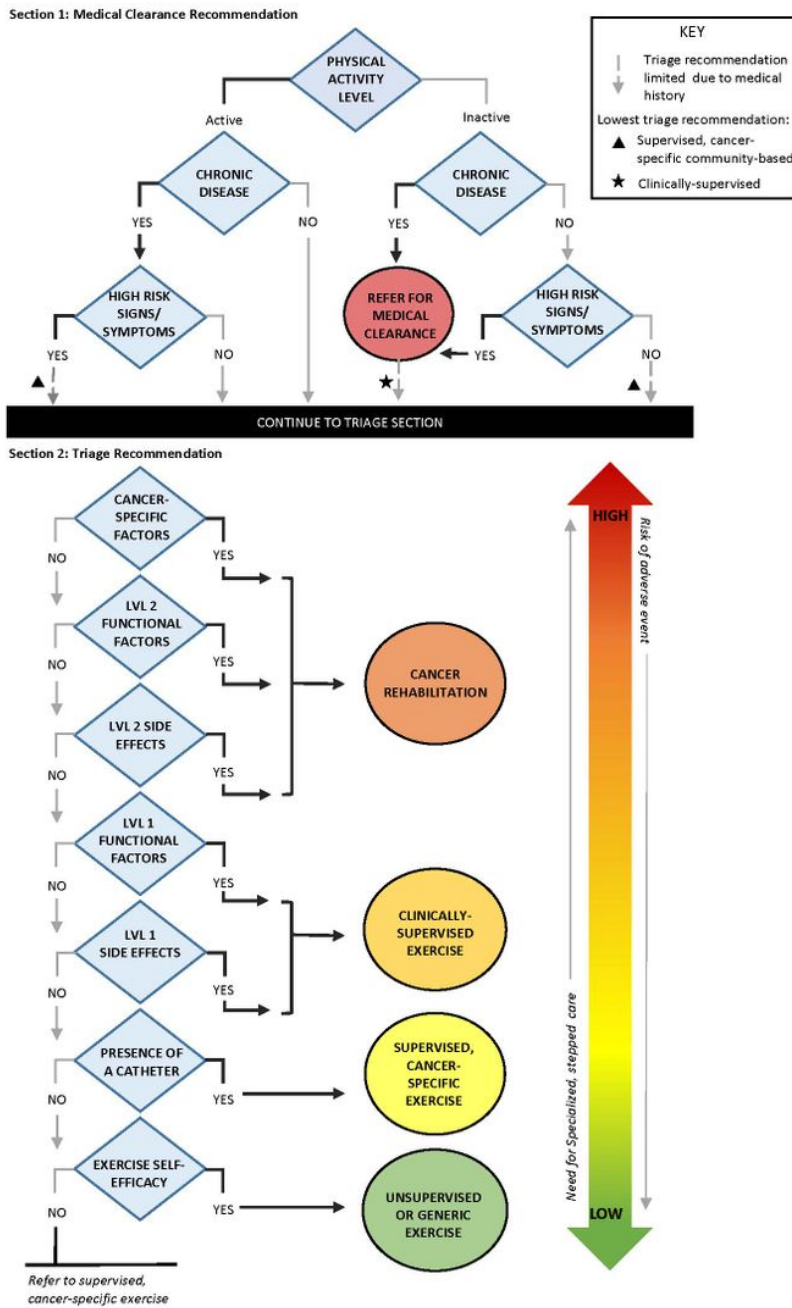 Section 1: Medical Clearance Recommendation
PHYSICAL
ACTIVITY
LEVEL
Active
Inactive
KEY
Triage recommendation
limited due to medical
history
Lowest triage recommendation:
Supervised, cancer-
specific community-based
Clinically-supervised
CHRONIC
DISEASE
YES
NO
CHRONIC
DISEASE
YES
NO
HIGH RISK
SIGNS/
SYMPTOMS
YES
NO
REFER FOR
MEDICAL
CLEARANCE
HIGH RISK
SIGNS/
SYMPTOMS
YES
NO
CONTINUE TO TRIAGE SECTION
Section 2: Triage Recommendation
CANCER-
SPECIFIC
FACTORS
NO
YES
LVL 2
FUNCTIONAL
FACTORS
NO
YES
LVL 2 SIDE
EFFECTS
NO
YES
CANCER
REHABILITATION
LVL 1
FUNCTIONAL
FACTORS
NO
YES
LVL 1
SIDE EFFECTS
NO
YES
CLINICALLY-
SUPERVISED
EXERCISE
PRESENCE OF
A CATHETER
NO
YES
SUPERVISED,
CANCER-
SPECIFIC
EXERCISE
EXERCISE SELF-
EFFICACY
NO
YES
UNSUPERVISED
OR GENERIC
EXERCISE
Refer to supervised,
cancer-specific exercise
HIGH
Risk of adverse event
Need for Specialized, stepped care
LOW